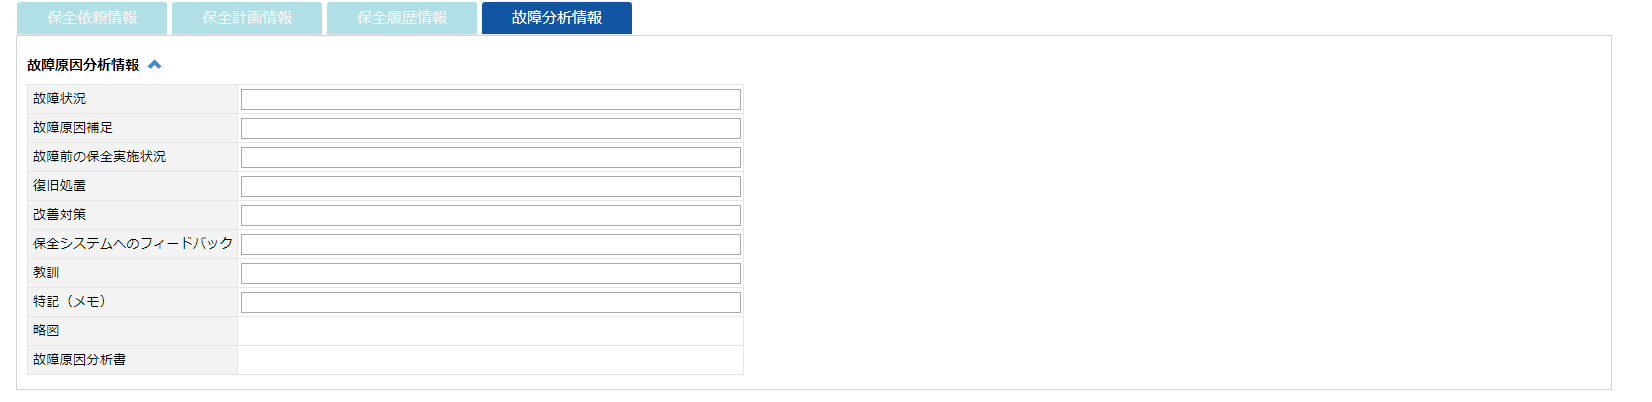 保全依頼情報 保全計画情報 保全履歴情報 故障分析情報
故障原因分析情報
故障状況
故障原因補足
故障前の保全実施状況
復旧処置
改善対策
保全システムへのフィードバック
教訓
特記（メモ）
略図
故障原因分析書